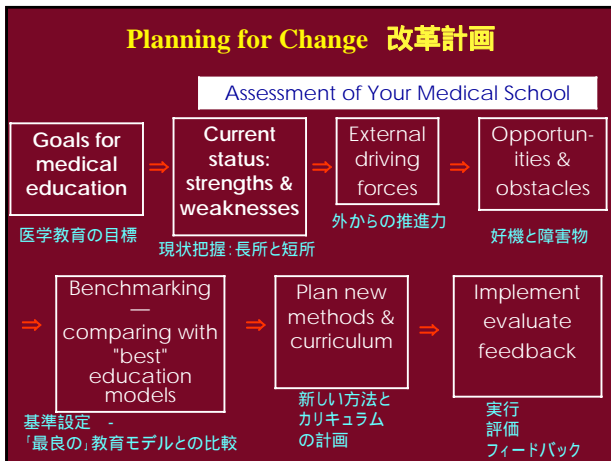 Planning for Change 改革計画
Assessment of Your Medical School
Goals for
medical
education
⇒
Current
status:
strengths &
weaknesses
⇒
External
driving
forces
⇒
Opportun-
ities &
obstacles
医学教育の目標
現状把握：長所と短所
外からの推進力
好機と障害物
⇒
Benchmarking
—
comparing with
"best"
education
models
⇒
Plan new
methods &
curriculum
⇒
Implement
evaluate
feedback
基準設定 -
「最良の」教育モデルとの比較
新しい方法と
カリキュラム
の計画
実行
評価
フィードバック